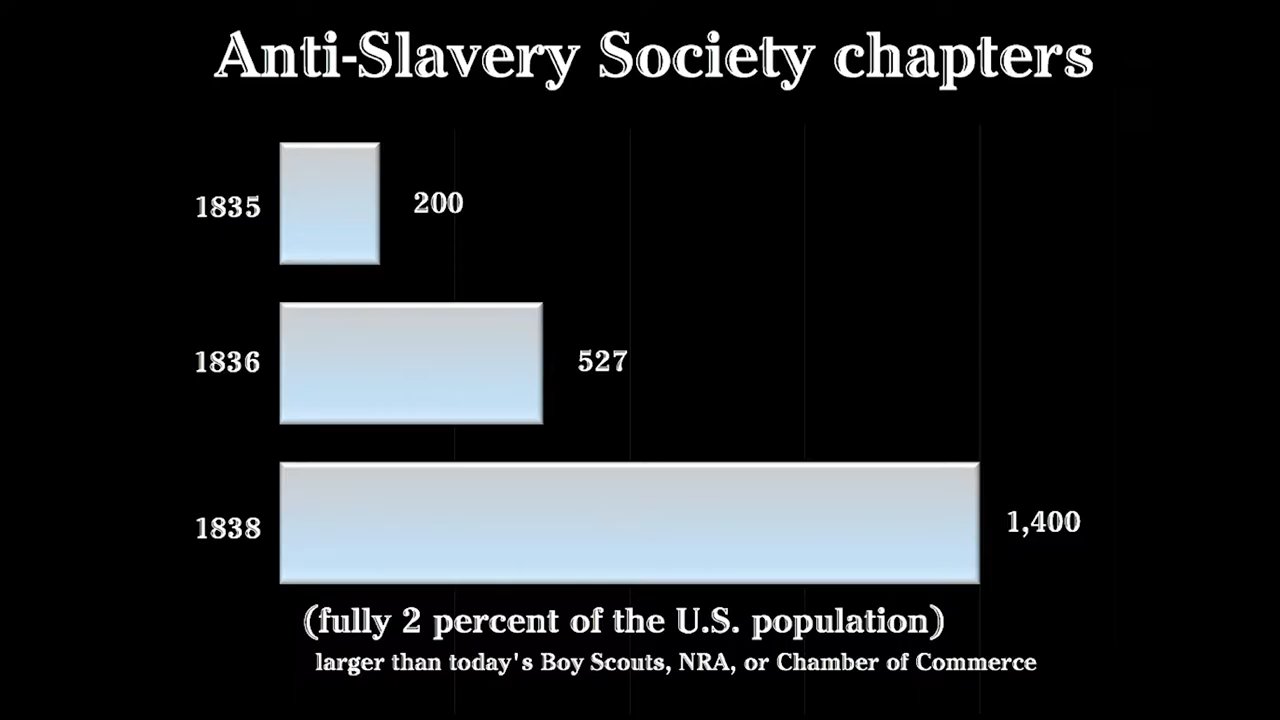 Anti-Slavery Society chapters
1835 200
1836 527
1838 1,400
(fully 2 percent of the U.S. population)
larger than today's Boy Scouts, NRA, or Chamber of Commerce